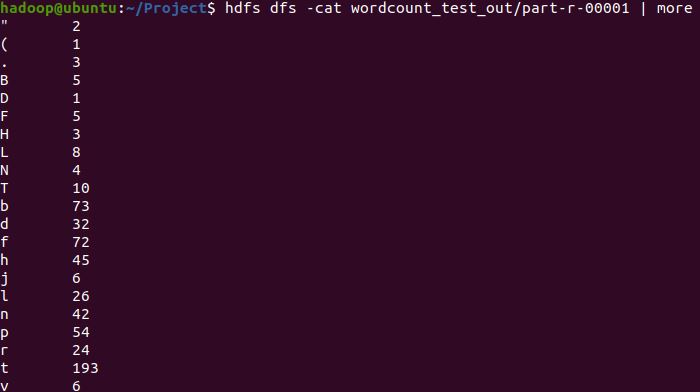 hadoop@ubuntu:~/Project$ hdfs dfs -cat wordcount_test_out/part-r-00001 | more
"	2
(	1
.	3
B	5
D	1
F	5
H	3
L	8
N	4
T	10
b	73
d	32
f	72
h	45
j	6
l	26
n	42
p	54
r	24
t	193
v	6